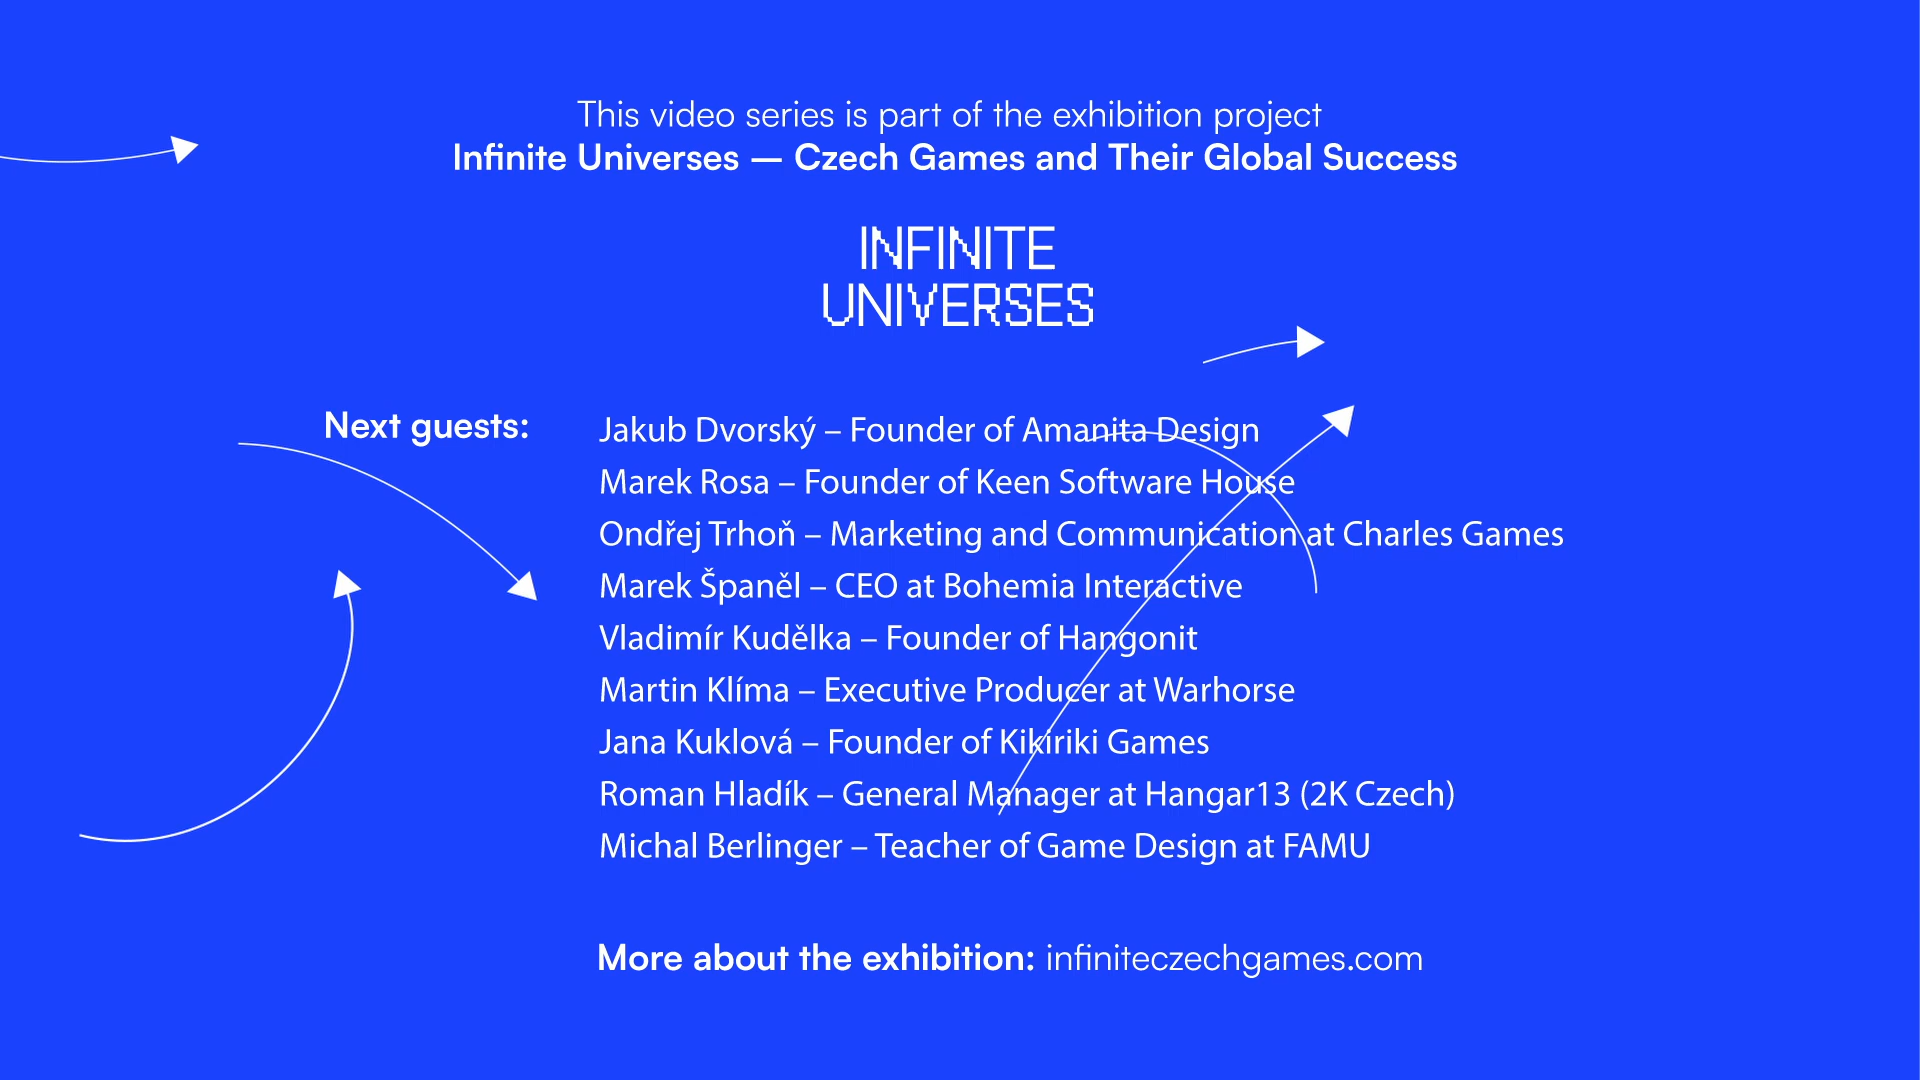 This video series is part of the exhibition project
Infinite Universes — Czech Games and Their Global Success
INFINITE
UNIVERSES
Next guests:
Jakub Dvorský – Founder of Amanita Design
Marek Rosa – Founder of Keen Software House
Ondřej Trhoň – Marketing and Communication at Charles Games
Marek Španěl – CEO at Bohemia Interactive
Vladimír Kudělka – Founder of Hangonit
Martin Klíma – Executive Producer at Warhorse
Jana Kuklová – Founder of Kikiriki Games
Roman Hladík – General Manager at Hangar13 (2K Czech)
Michal Berlinger – Teacher of Game Design at FAMU
More about the exhibition: infiniteczechgames.com